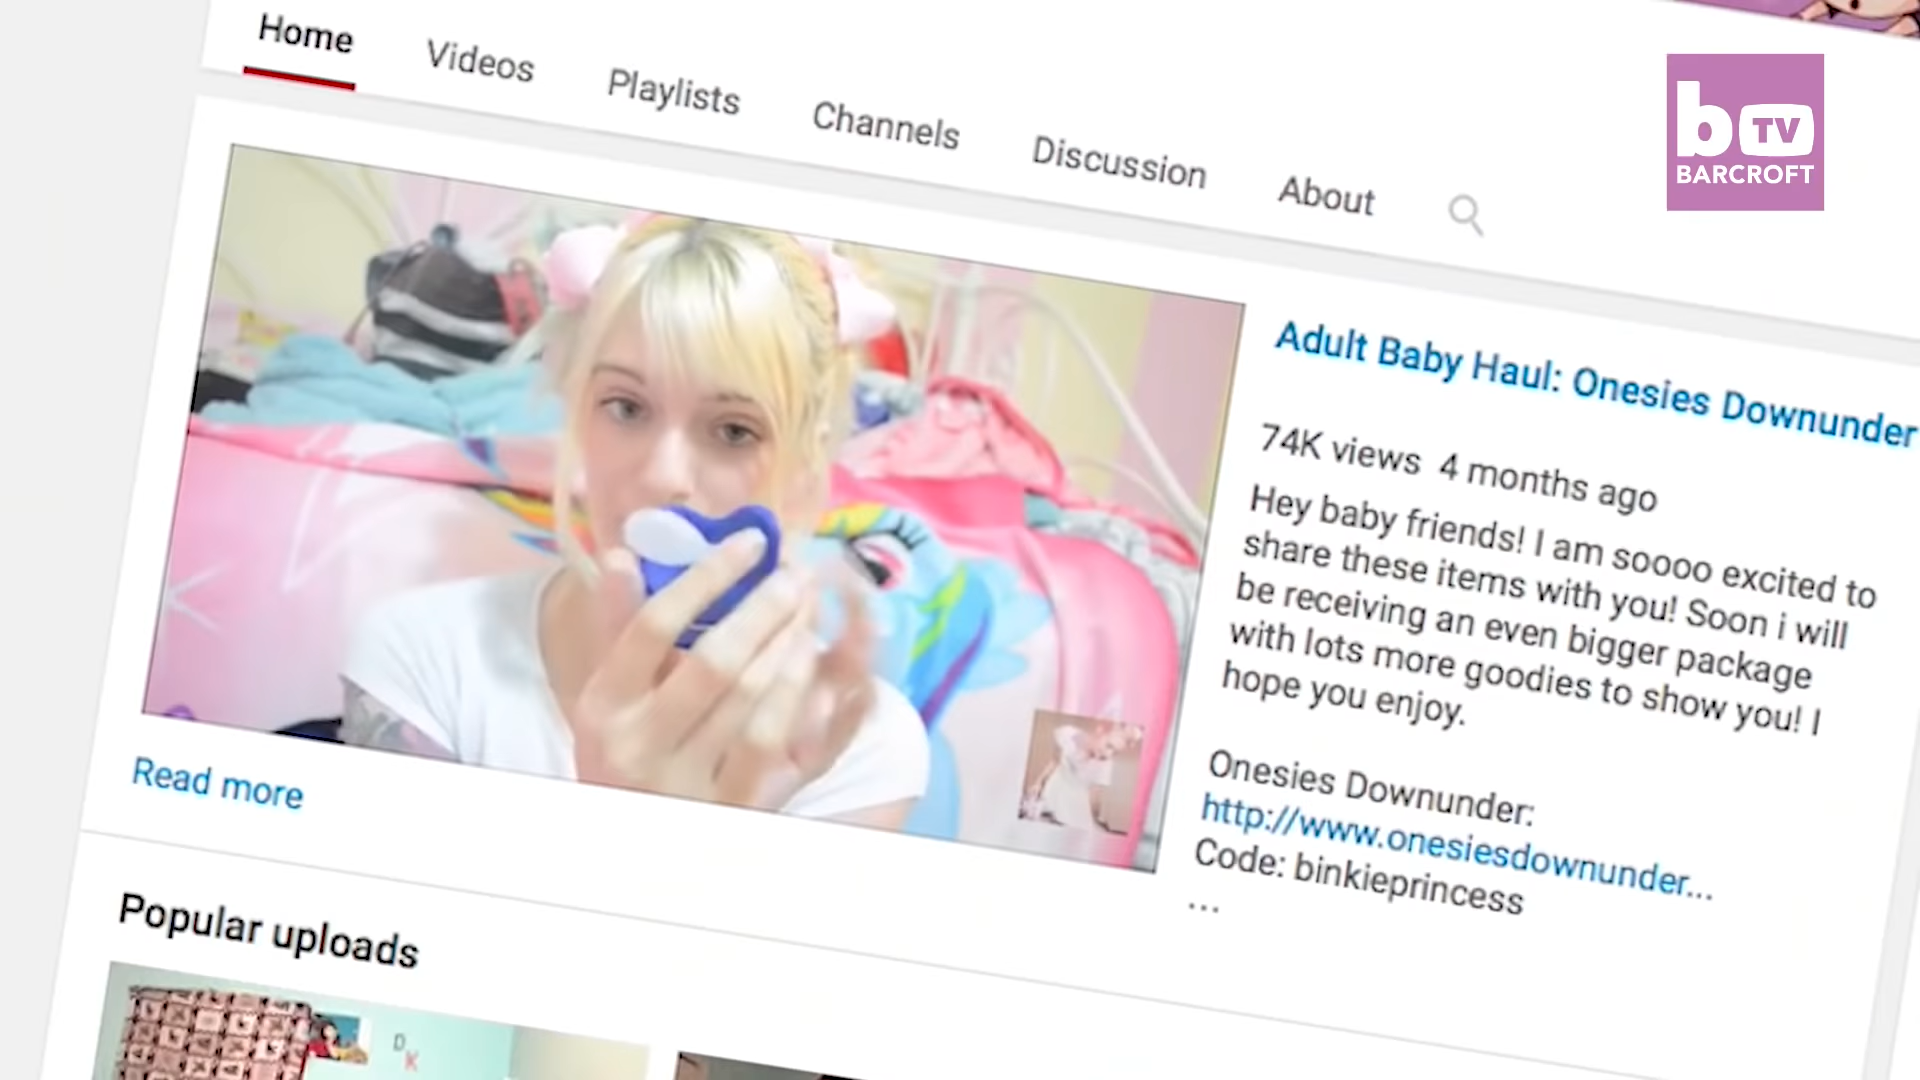 Home
Videos
Playlists
Channels
Discussion
About
b TV
BARCROFT
Adult Baby Haul: Onesies Downunder
74K views 4 months ago
Hey baby friends! I am soooo excited to
share these items with you! Soon i will
be receiving an even bigger package
with lots more goodies to show you! I
hope you enjoy.
Onesies Downunder:
http://www.onesiesdownunder...
Code: binkieprincess
...
Read more
Popular uploads
D
K